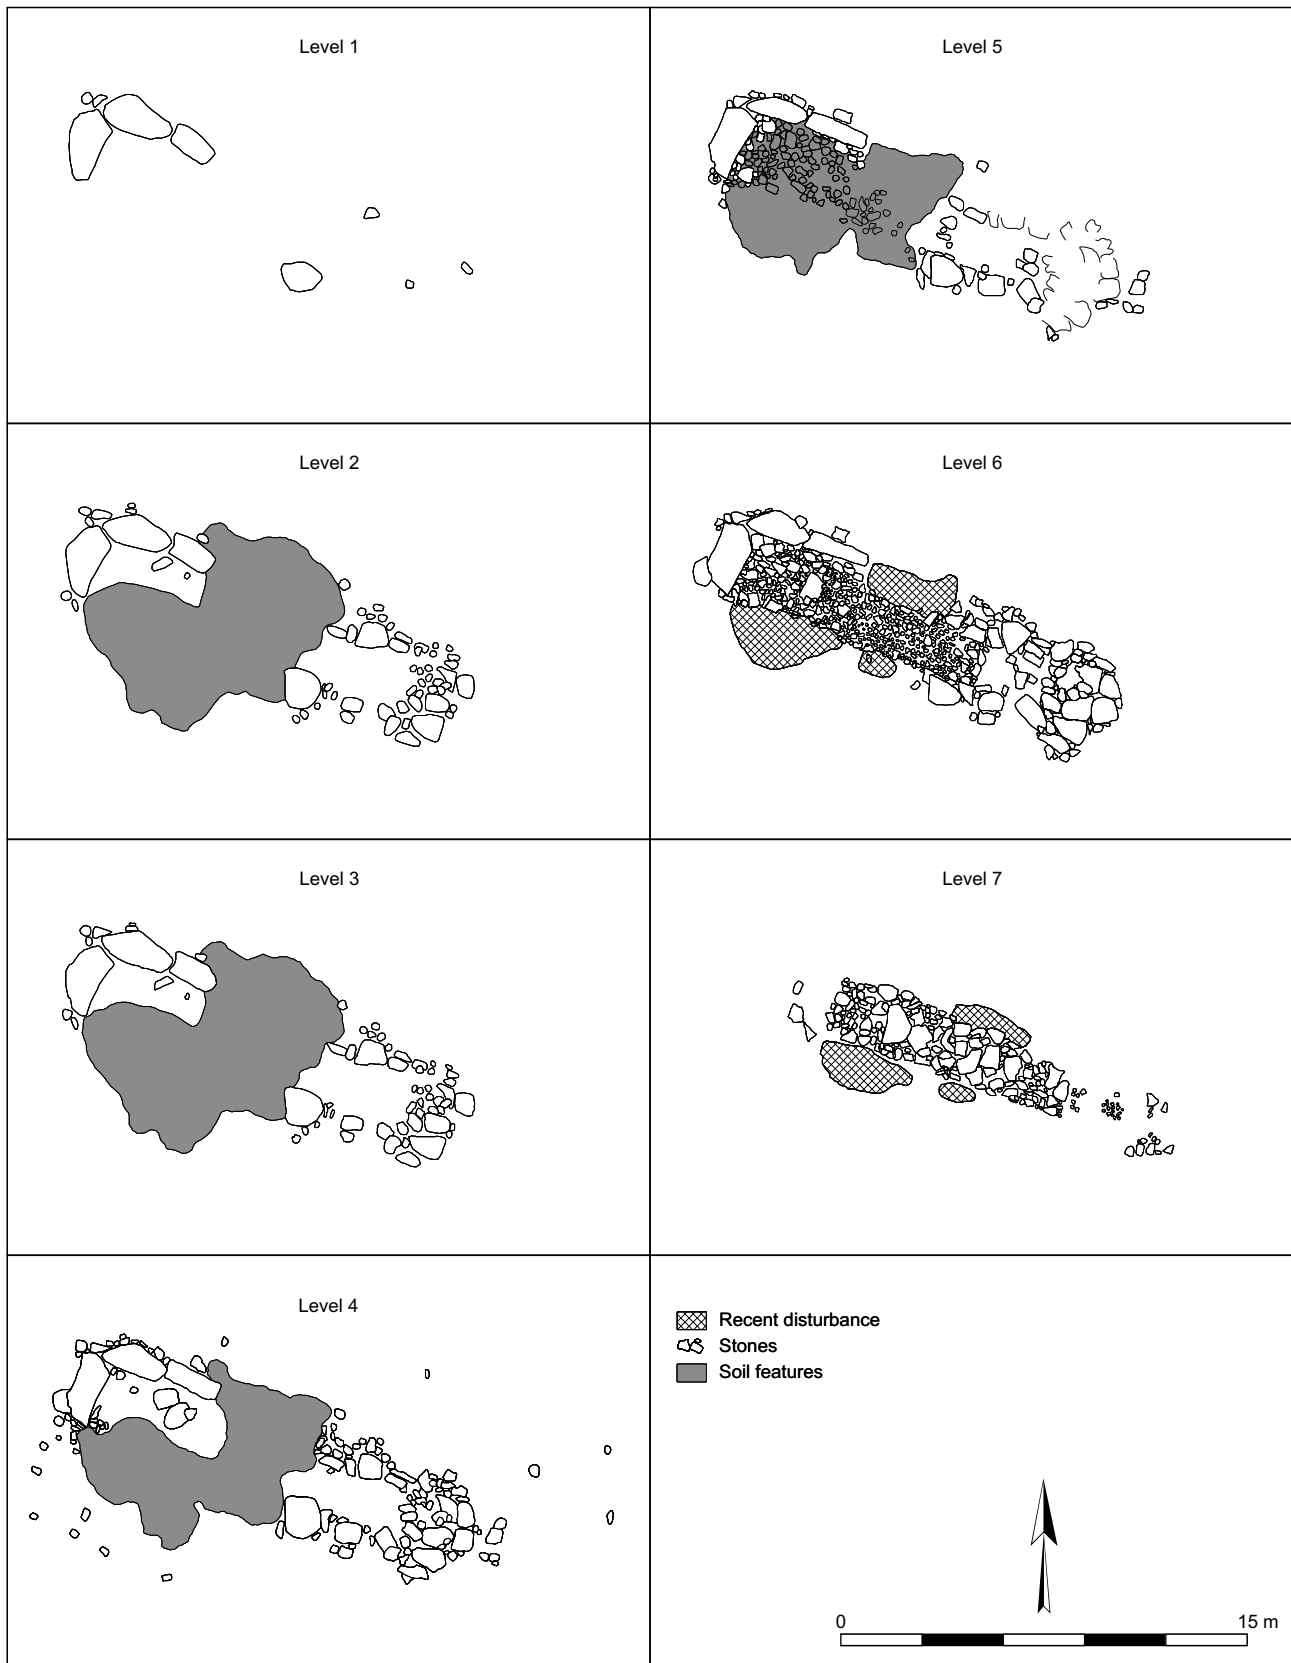 Level 1
Level 5
Level 2
Level 6
Level 3
Level 7
Level 4
Recent disturbance
Stones
Soil features
0 15 m